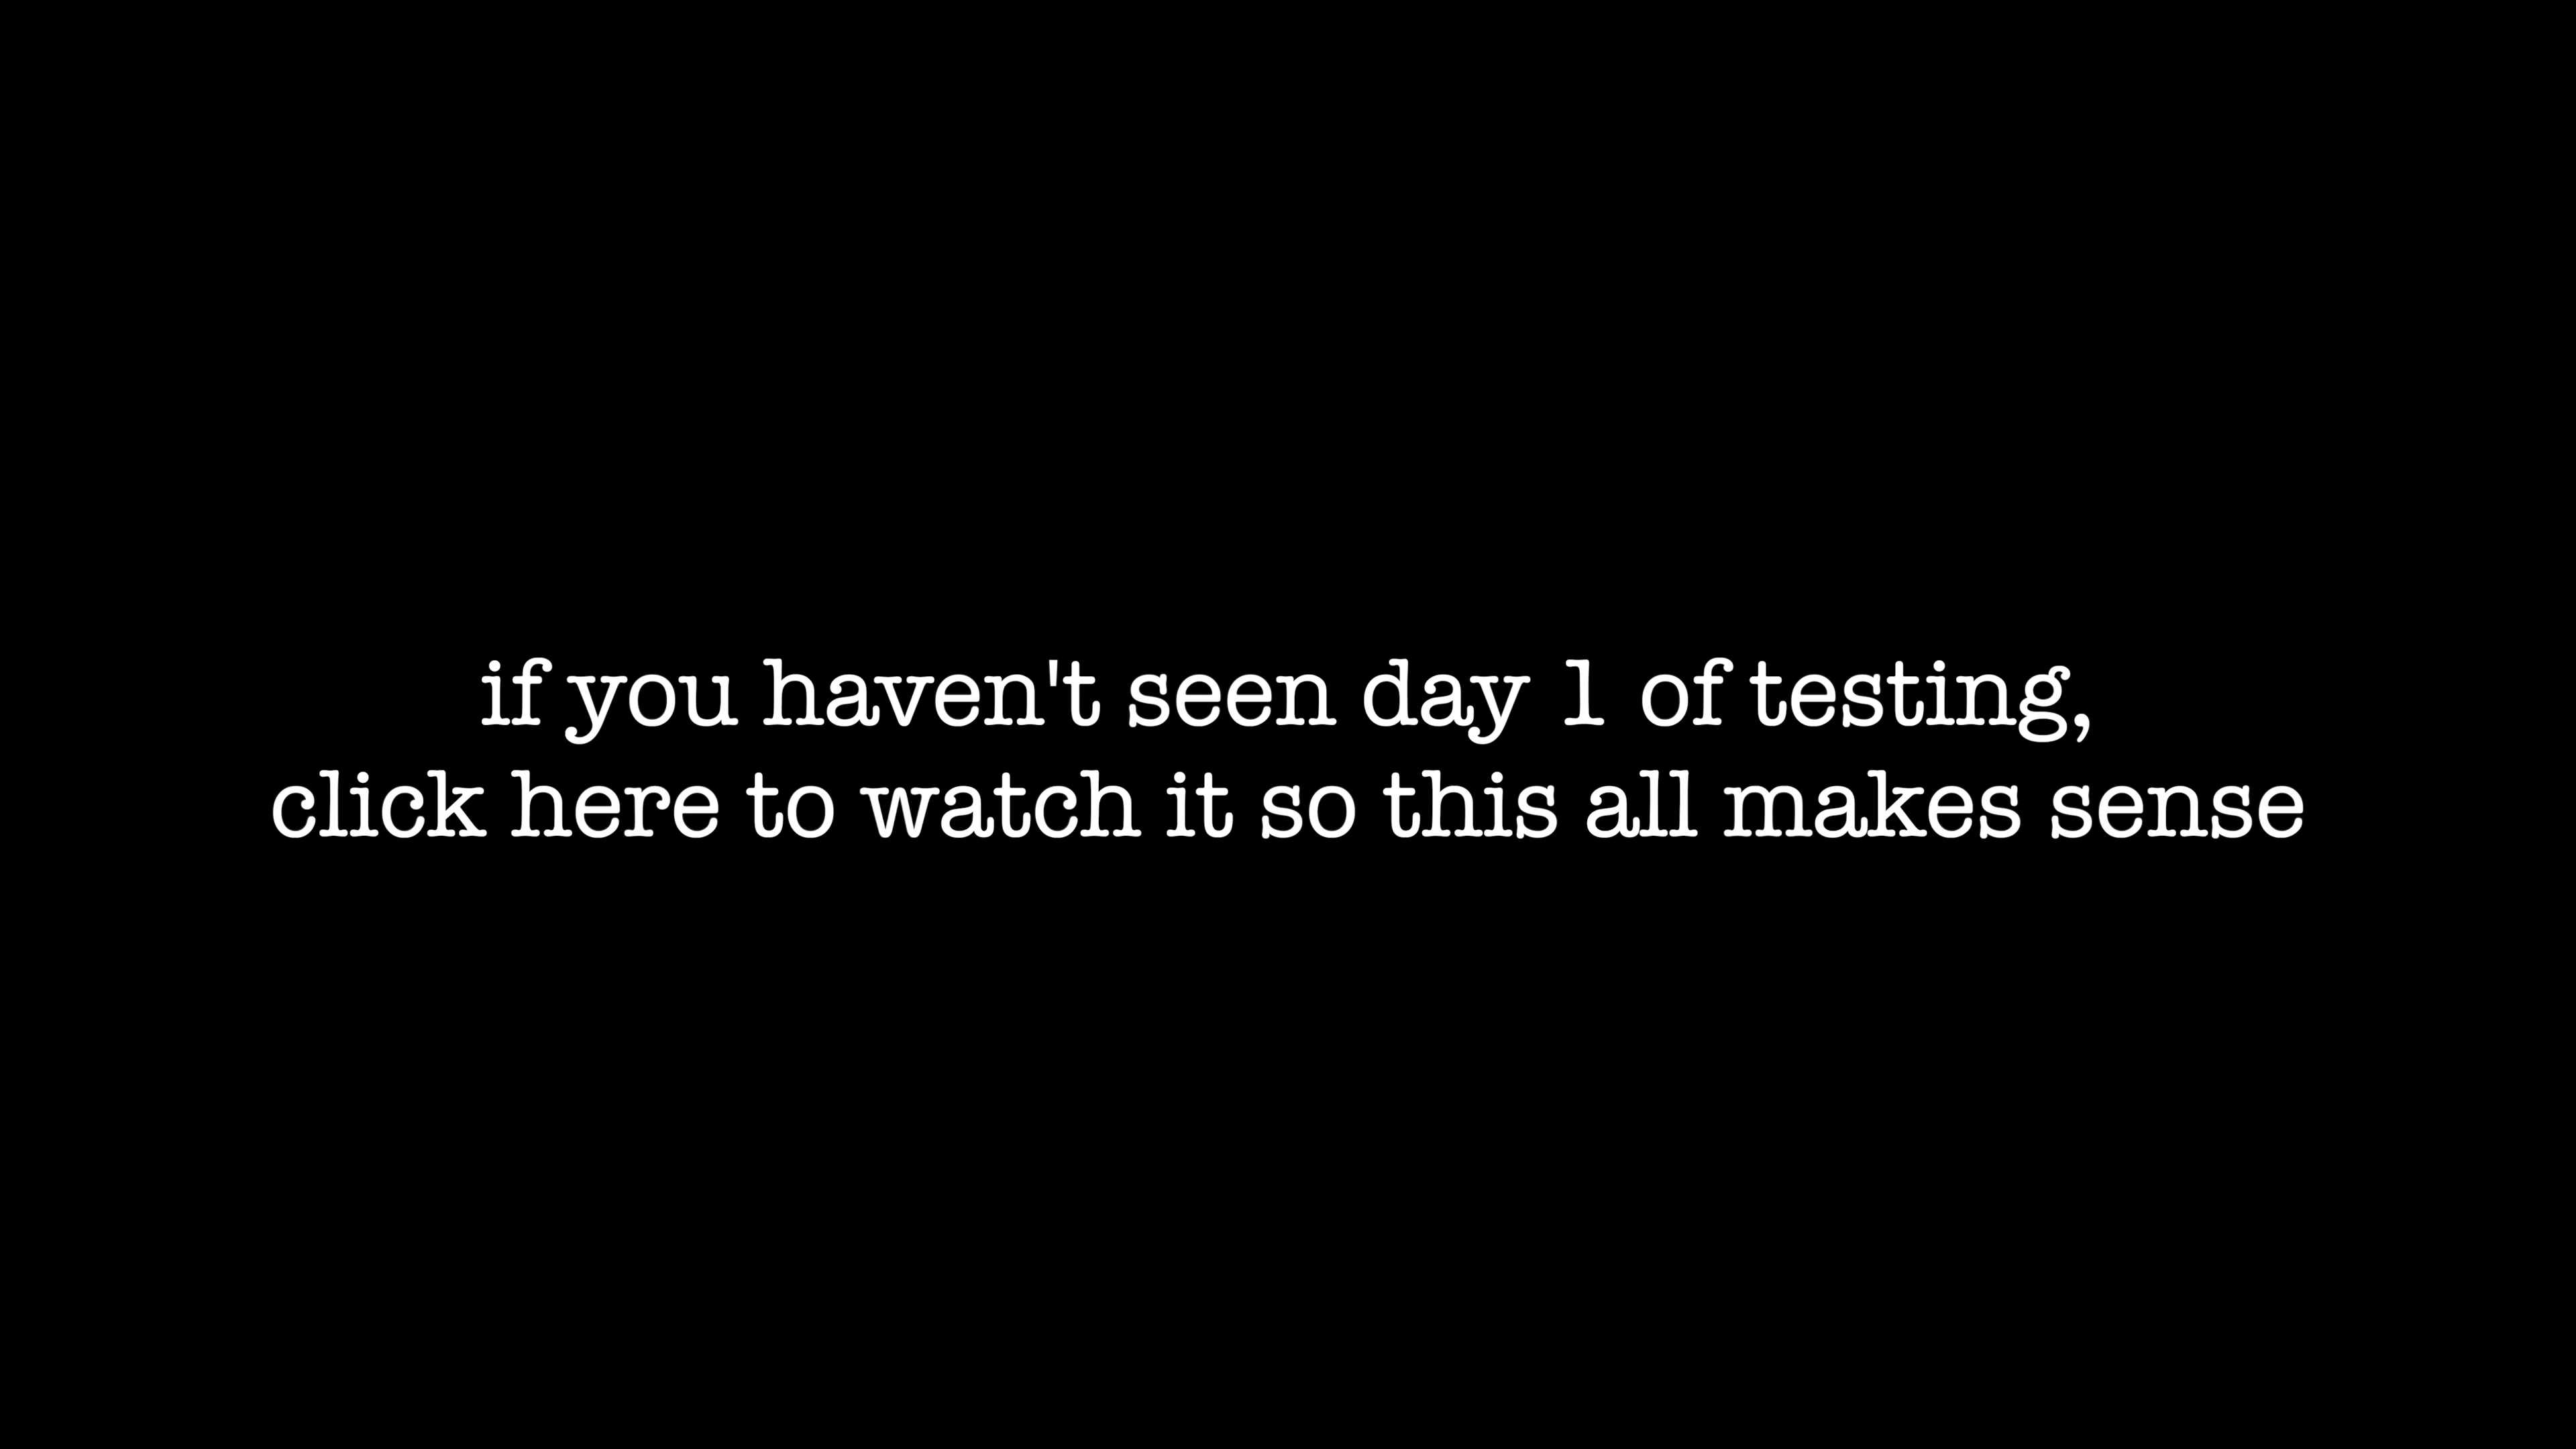 if you haven't seen day 1 of testing,
click here to watch it so this all makes sense